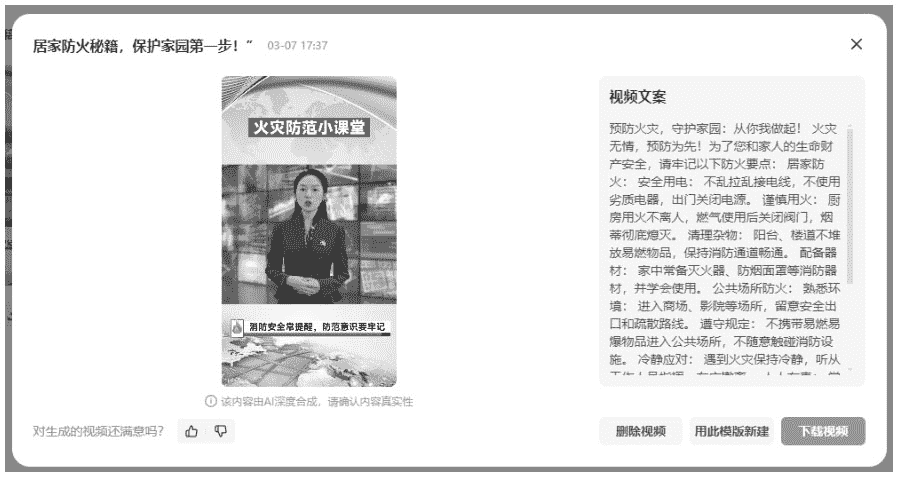 居家防火秘籍，保护家园第一步！“ 03-07 17:37
火灾防范小课堂
消防安全常提醒，防范意识要牢记
该内容由AI深度合成，请确认内容真实性
对生成的视频还满意吗?
视频文案
预防火灾，守护家园：从你我做起！ 火灾
无情，预防为先！为了您和家人的生命财
产安全，请牢记以下防火要点： 居家防
火： 安全用电： 不乱拉乱接电线，不使用
劣质电器，出门关闭电源。 谨慎用火： 厨
房用火不离人，燃气使用后关闭阀门，烟
蒂彻底熄灭。 清理杂物： 阳台、楼道不堆
放易燃物品，保持消防通道畅通。 配备器
材： 家中常备灭火器、防烟面罩等消防器
材，并学会使用。 公共场所防火： 熟悉环
境： 进入商场、影院等场所，留意安全出
口和疏散路线。 遵守规定： 不携带易燃易
爆物品进入公共场所，不随意触碰消防设
施。 冷静应对： 遇到火灾保持冷静，听从
删除视频 用此模版新建 下载视频